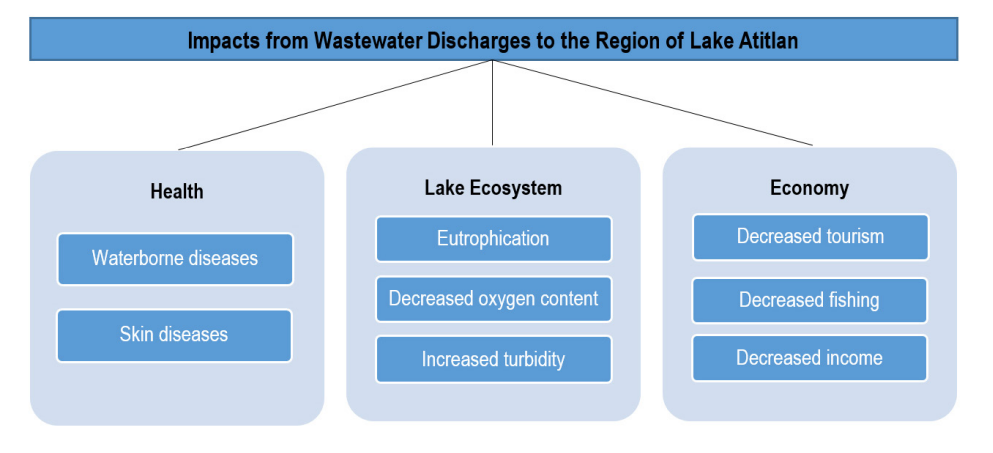 Impacts from Wastewater Discharges to the Region of Lake Atitlan
Health
Waterborne diseases
Skin diseases
Lake Ecosystem
Eutrophication
Decreased oxygen content
Increased turbidity
Economy
Decreased tourism
Decreased fishing
Decreased income